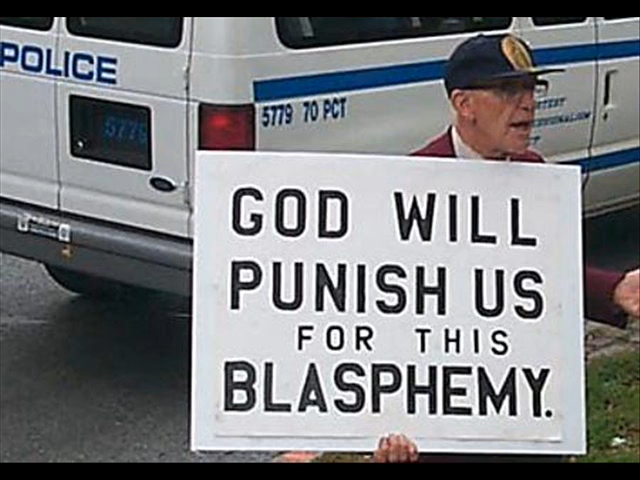 POLICE
5779 70 PCT
5779
GOD WILL
PUNISH US
FOR THIS
BLASPHEMY.